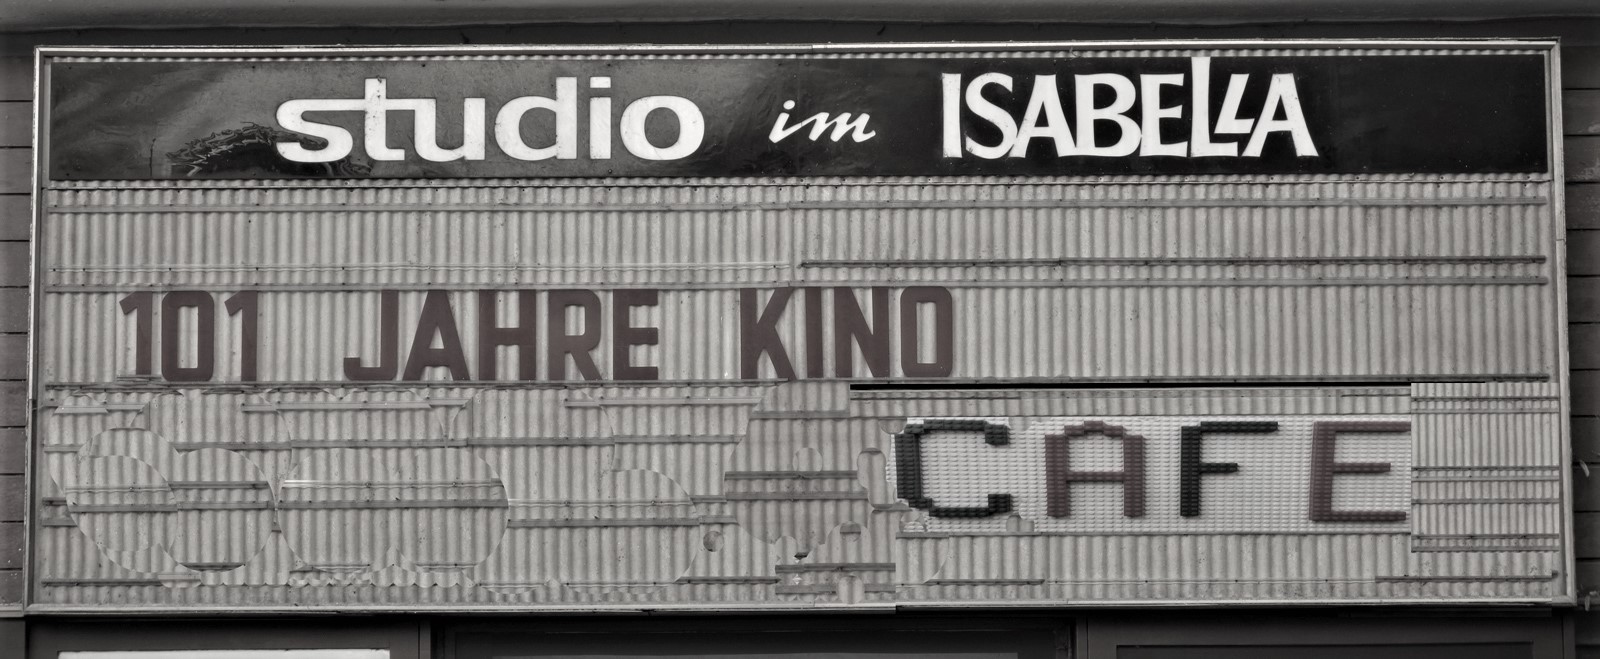 studio im ISABELLA
101 JAHRE KINO
CAFE